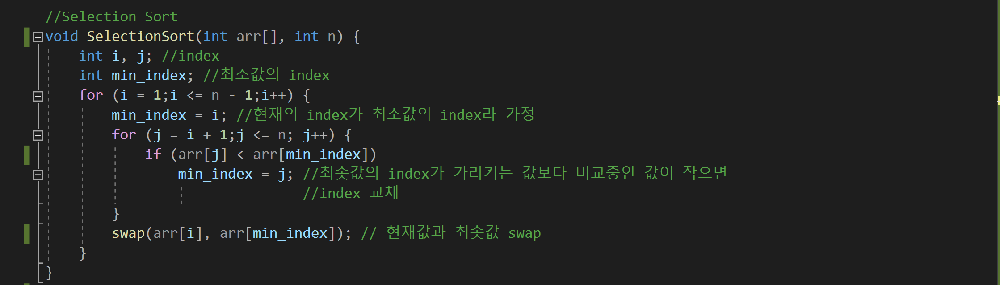 //Selection Sort
void SelectionSort(int arr[], int n) {
    int i, j; //index
    int min_index; //최소값의 index
    for (i = 1;i <= n - 1;i++) {
        min_index = i; //현재의 index가 최소값의 index라 가정
        for (j = i + 1;j <= n; j++) {
            if (arr[j] < arr[min_index])
                min_index = j; //최솟값의 index가 가리키는 값보다 비교중인 값이 작으면
                               //index 교체
        }
        swap(arr[i], arr[min_index]); // 현재값과 최솟값 swap
    }
}